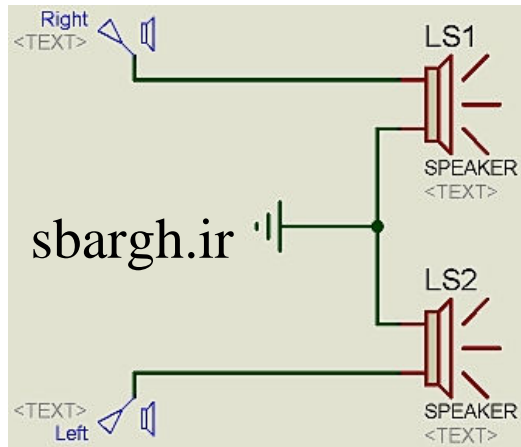 Right
<TEXT>
LS1
SPEAKER
<TEXT>
sbargh.ir
LS2
SPEAKER
<TEXT>
<TEXT>
Left